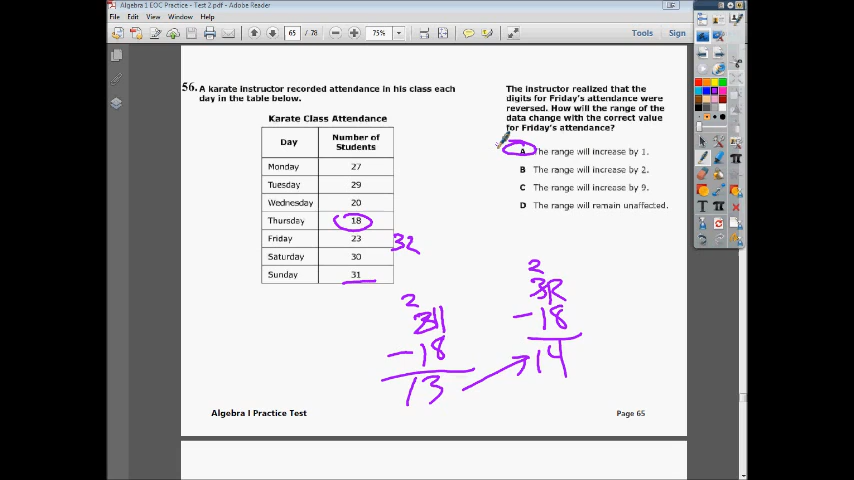 Algebra 1 EOC Practice - Test 2.pdf - Adobe Reader
File Edit View Window Help
65 / 78 75% Tools Sign
56. A karate instructor recorded attendance in his class each
day in the table below.
Karate Class Attendance
Day Number of
Students
Monday 27
Tuesday 29
Wednesday 20
Thursday 18
Friday 23 32
Saturday 30
Sunday 31
The instructor realized that the
digits for Friday's attendance were
reversed. How will the range of the
data change with the correct value
for Friday's attendance?
A The range will increase by 1.
B The range will increase by 2.
C The range will increase by 9.
D The range will remain unaffected.
2
311
-18
13
2
32
-18
14
Algebra I Practice Test Page 65